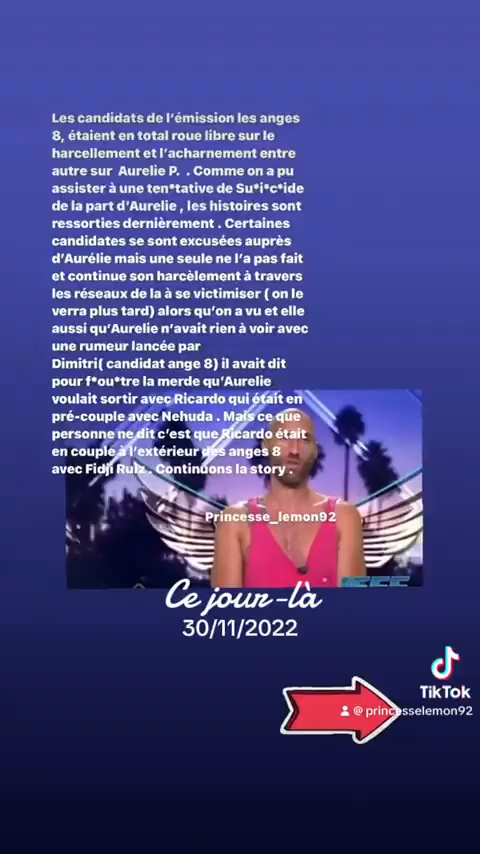 Les candidats de l'émission les anges
8, étaient en total roue libre sur le
harcellement et l'acharnement entre
autre sur Aurelie P. . Comme on a pu
assister à une ten*tative de Su*i*c*ide
de la part d'Aurelie , les histoires sont
ressorties dernièrement . Certaines
candidates se sont excusées auprès
d'Aurélie mais une seule ne l'a pas fait
et continue son harcèlement à travers
les réseaux de la à se victimiser ( on le
verra plus tard) alors qu'on a vu et elle
aussi qu'Aurelie n'avait rien à voir avec
une rumeur lancée par
Dimitri( candidat ange 8) il avait dit
pour f*ou*tre la merde qu'Aurelie
voulait sortir avec Ricardo qui était en
pré-couple avec Nehuda . Mais ce que
personne ne dit c'est que Ricardo était
en couple à l'extérieur des anges 8
avec Fidji Ruiz . Continuons la story .
Princesse_lemon92
Ce jour-là
30/11/2022
TikTok
@princesselemon92